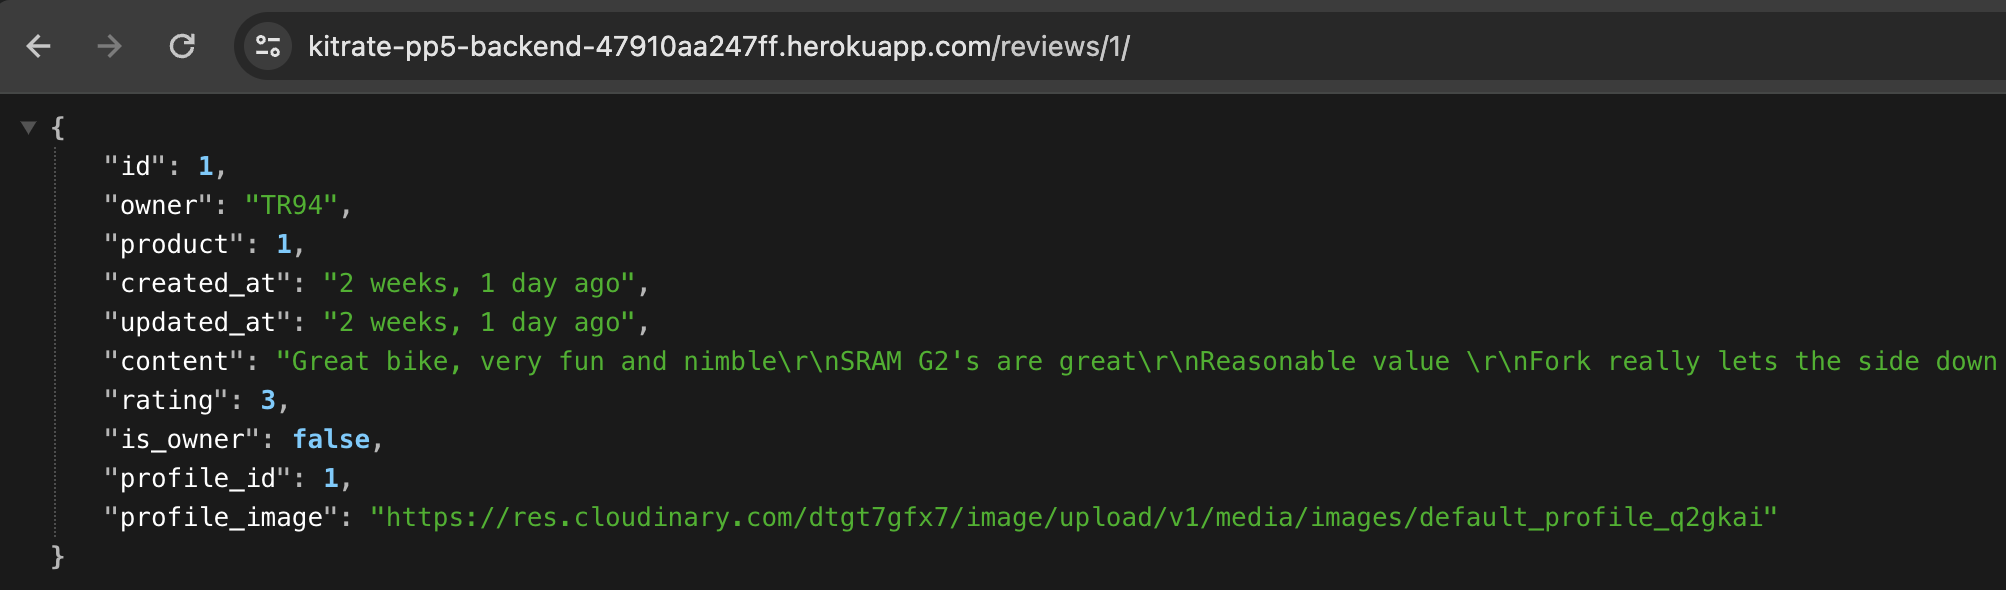 kitrate-pp5-backend-47910aa247ff.herokuapp.com/reviews/1/
{
"id": 1,
"owner": "TR94",
"product": 1,
"created_at": "2 weeks, 1 day ago",
"updated_at": "2 weeks, 1 day ago",
"content": "Great bike, very fun and nimble\r\nSRAM G2's are great\r\nReasonable value \r\nFork really lets the side down
"rating": 3,
"is_owner": false,
"profile_id": 1,
"profile_image": "https://res.cloudinary.com/dtgt7gfx7/image/upload/v1/media/images/default_profile_q2gkai"
}